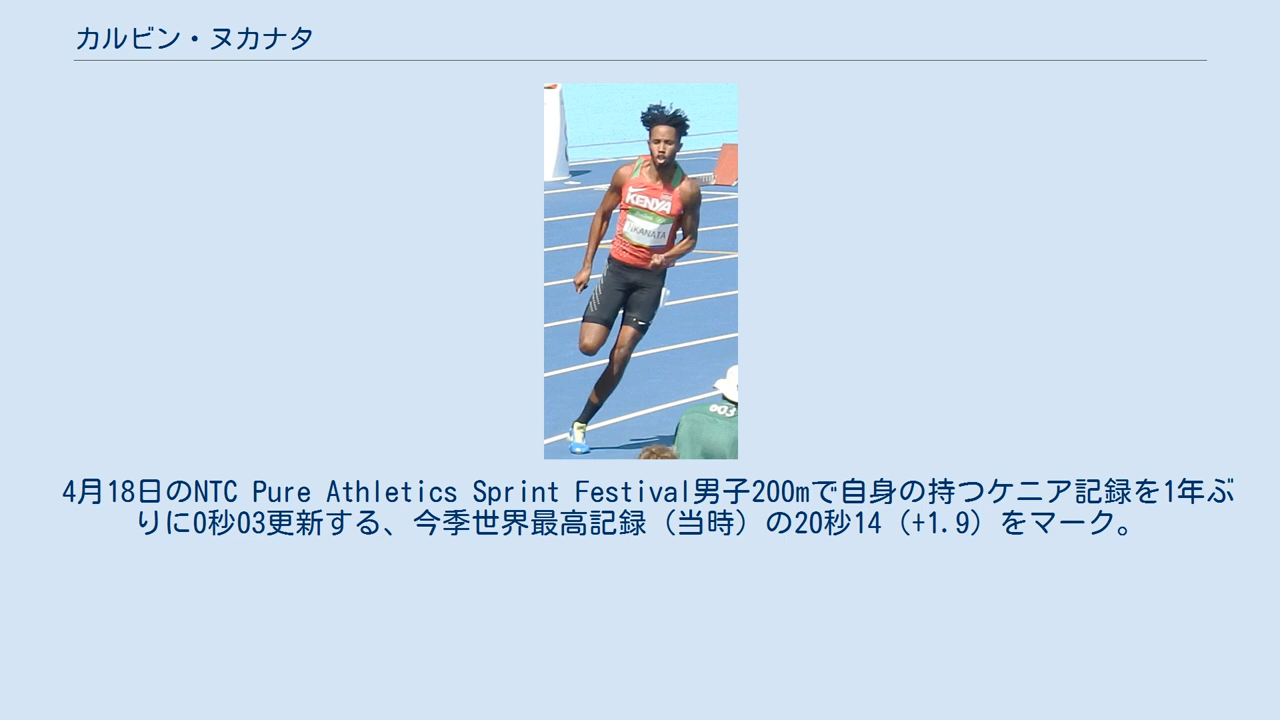 カルビン・ヌカナタ
KENYA
NKANATA
603
4月18日のNTC Pure Athletics Sprint Festival男子200mで自身の持つケニア記録を1年ぶ
りに0秒03更新する、今季世界最高記録（当時）の20秒14（+1.9）をマーク。